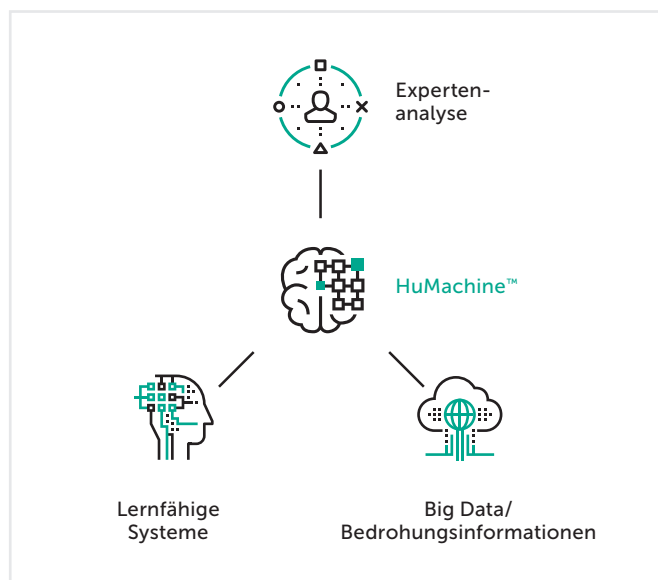 Experten-
analyse
HuMachine™
Lernfähige
Systeme
Big Data/
Bedrohungsinformationen